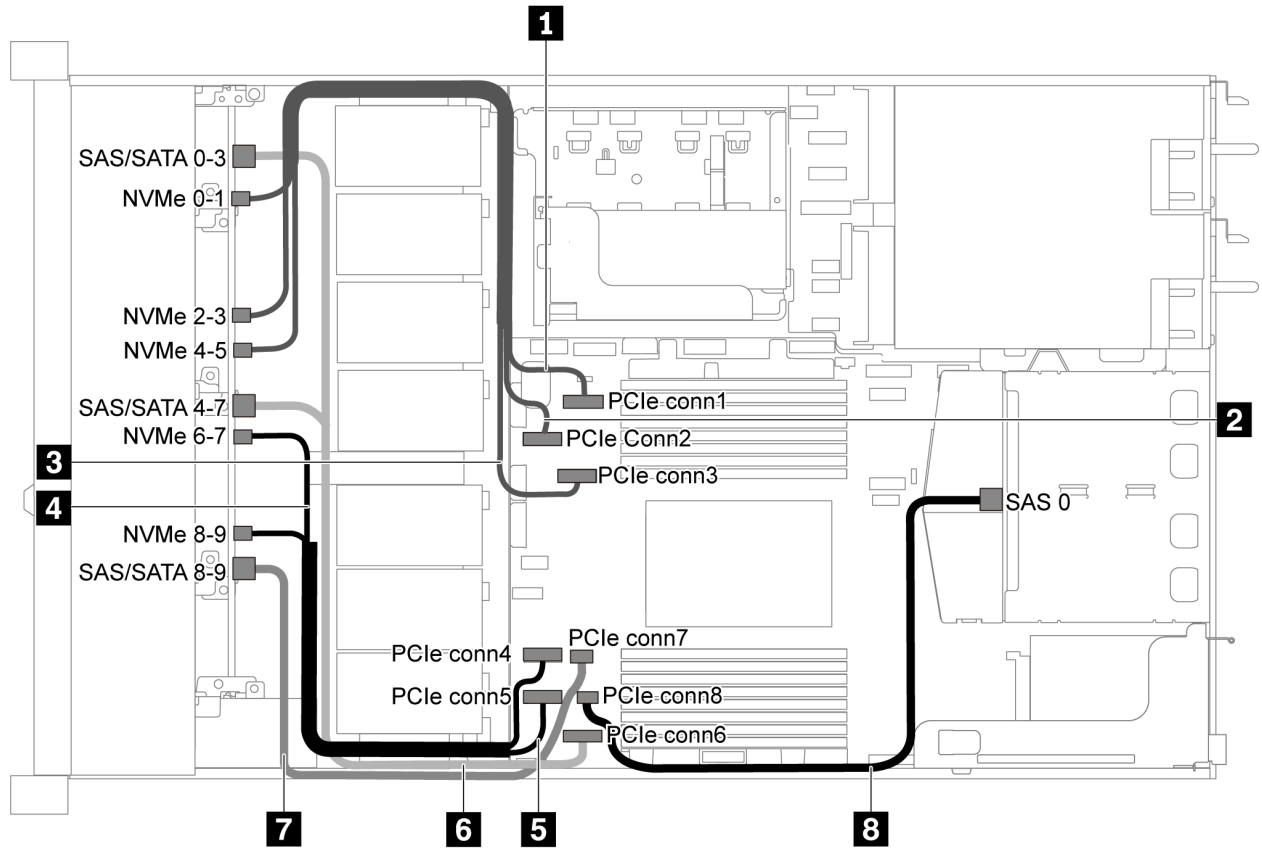 1
SAS/SATA 0-3
NVMe 0-1
NVMe 2-3
NVMe 4-5
SAS/SATA 4-7
NVMe 6-7
PCIe conn1
2
PCIe Conn2
3
PCIe conn3
4
SAS 0
NVMe 8-9
SAS/SATA 8-9
PCIe conn7
PCIe conn4
PCIe conn5
PCIe conn8
PCIe conn6
7
6
5
8